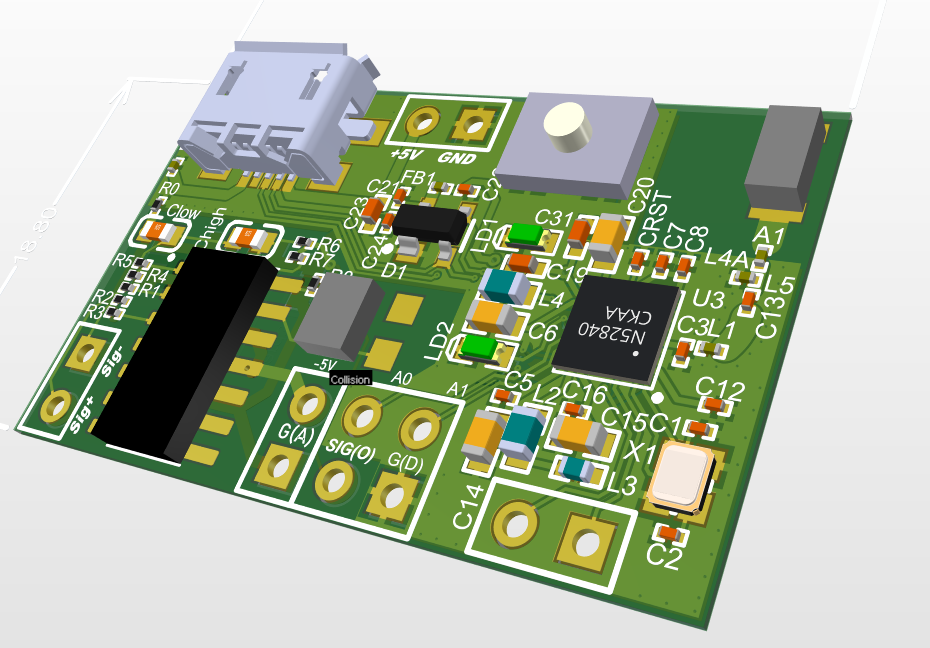 +5V GND
R0
Clow
Chigh
C21
FB1
C23
C24
D1
LD1
C31
C20
CRST
C7
C8
A1
L4A
L5
C13
R6
R7
R5
R4
R1
R2
R3
C19
L4
C6
LD2
N52840
CKAA
U3
C3
L1
-5V
Collision
A0
A1
C5
L2
C16
C12
C15
C1
X1
sig-
sig+
G(A)
SIG(O)
G(D)
C14
L3
C2